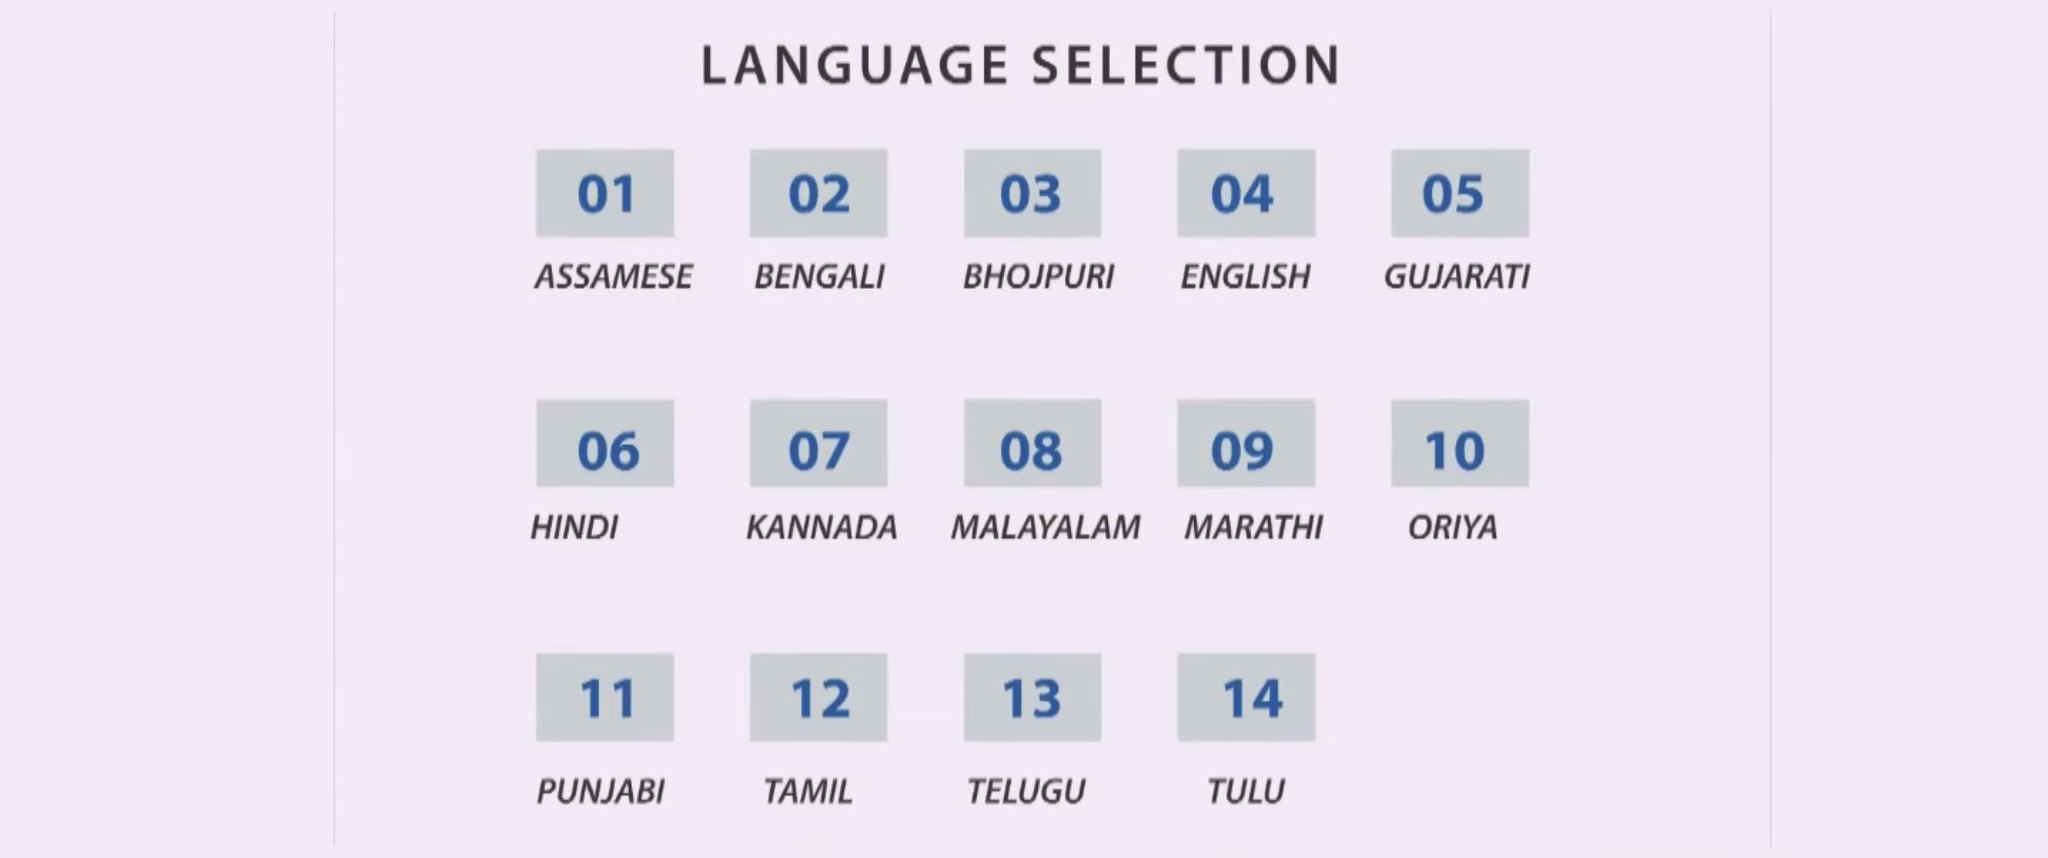 LANGUAGE SELECTION
01 02 03 04 05
ASSAMESE BENGALI BHOJPURI ENGLISH GUJARATI
06 07 08 09 10
HINDI KANNADA MALAYALAM MARATHI ORIYA
11 12 13 14
PUNJABI TAMIL TELUGU TULU